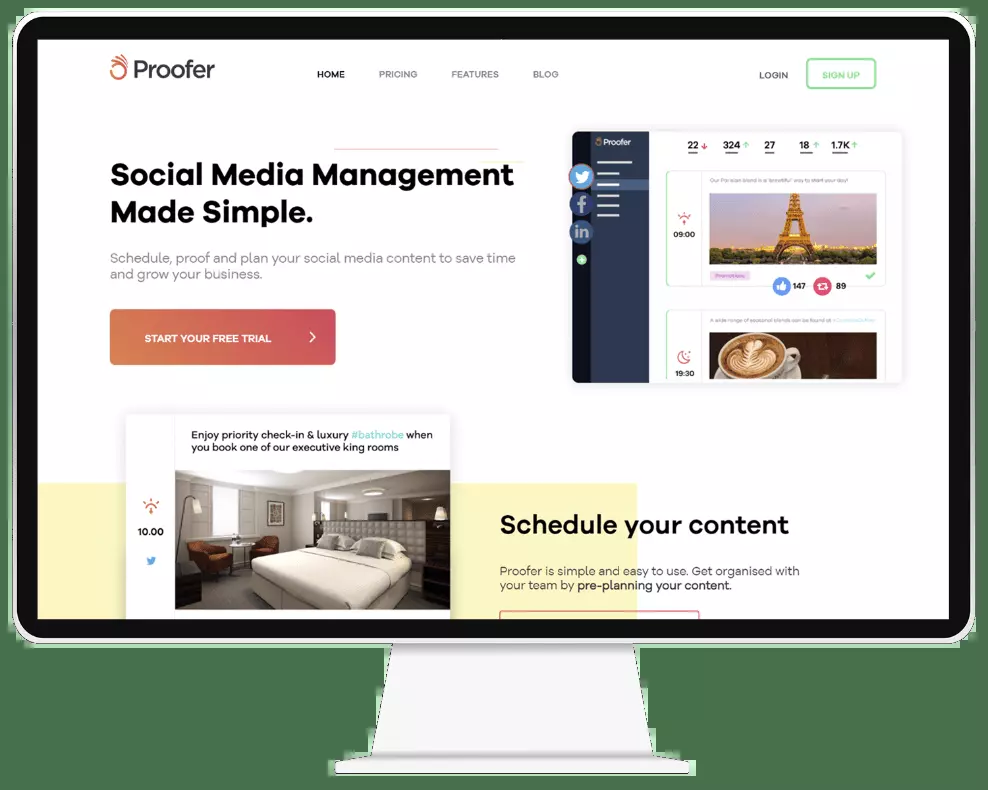 Proofer
HOME
PRICING
FEATURES
BLOG
LOGIN
SIGN UP
Social Media Management
Made Simple.
Schedule, proof and plan your social media content to save time
and grow your business.
START YOUR FREE TRIAL
Proofer
22
324
27
18
1.7K
Our Parisian blend is a beautiful way to start your day!
09:00
Promotions
147
89
A wide range of seasonal blends can be found at
19:30
Enjoy priority check-in & luxury #bathrobe when
you book one of our executive king rooms
10.00
Schedule your content
Proofer is simple and easy to use. Get organised with
your team by pre-planning your content.